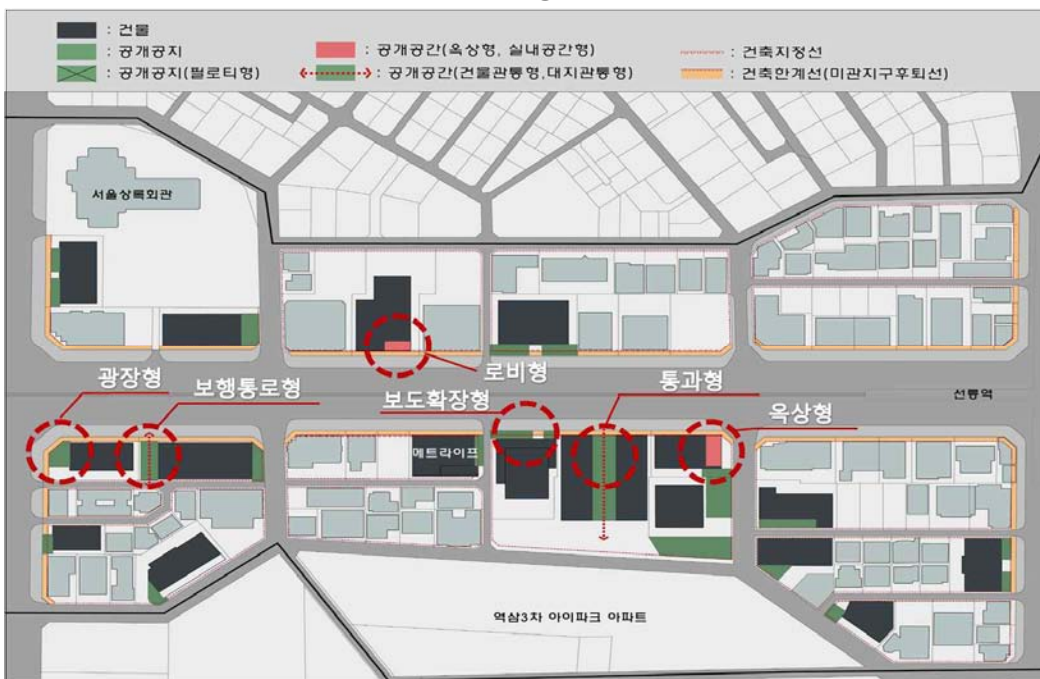 : 건물
: 공개공지
: 공개공지(필로티형)
: 공개공간(옥상형, 실내공간형)
: 공개공간(건물관통형,대지관통형)
: 건축지정선
: 건축한계선(미관지구후퇴선)
서울상록회관
로비형
광장형
보행통로형
보도확장형
통과형
옥상형
선릉역
메트라이프
역삼3차 아이파크 아파트